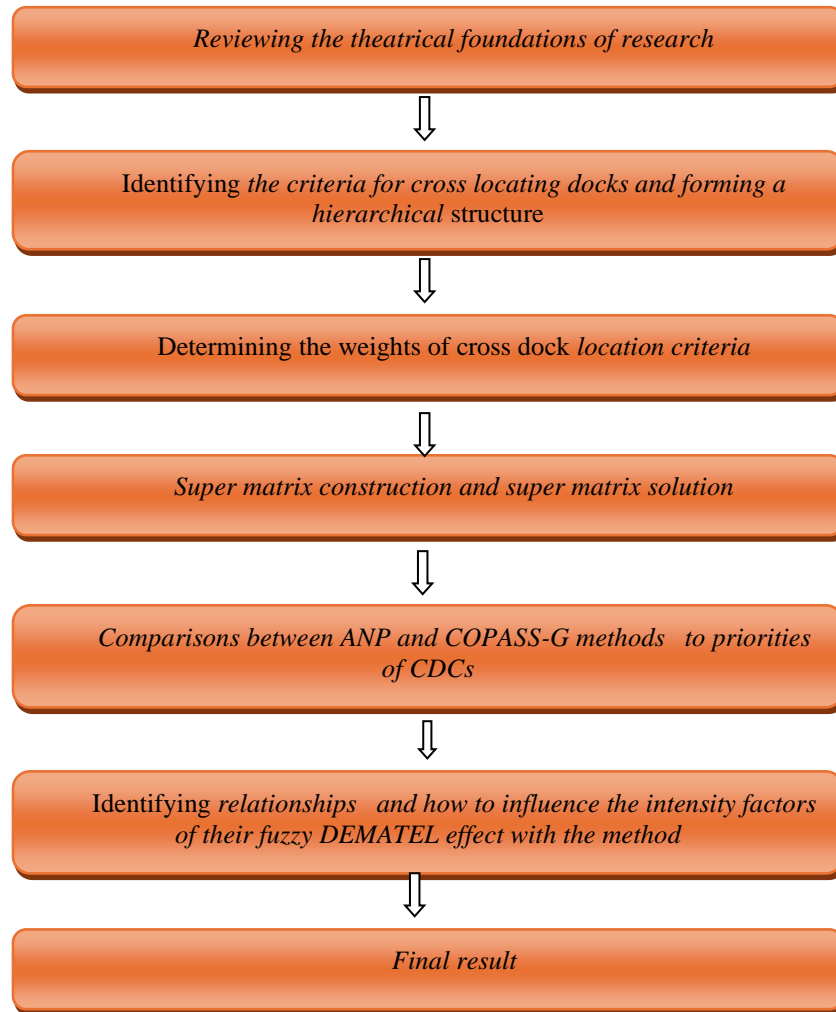 Reviewing the theatrical foundations of research
Identifying the criteria for cross locating docks and forming a
hierarchical structure
Determining the weights of cross dock location criteria
Super matrix construction and super matrix solution
Comparisons between ANP and COPASS-G methods to priorities
of CDCs
Identifying relationships and how to influence the intensity factors
of their fuzzy DEMATEL effect with the method
Final result